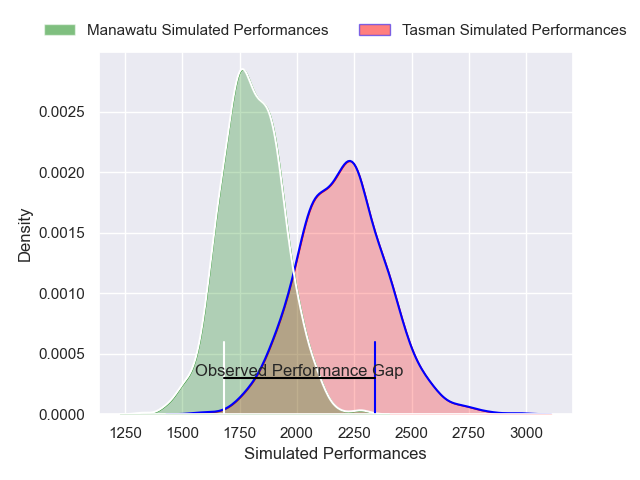 Manawatu Simulated Performances
Tasman Simulated Performances
0.0025
0.0020
0.0015
0.0010
0.0005
0.0000
Density
Observed Performance Gap
1250 1500 1750 2000 2250 2500 2750 3000
Simulated Performances